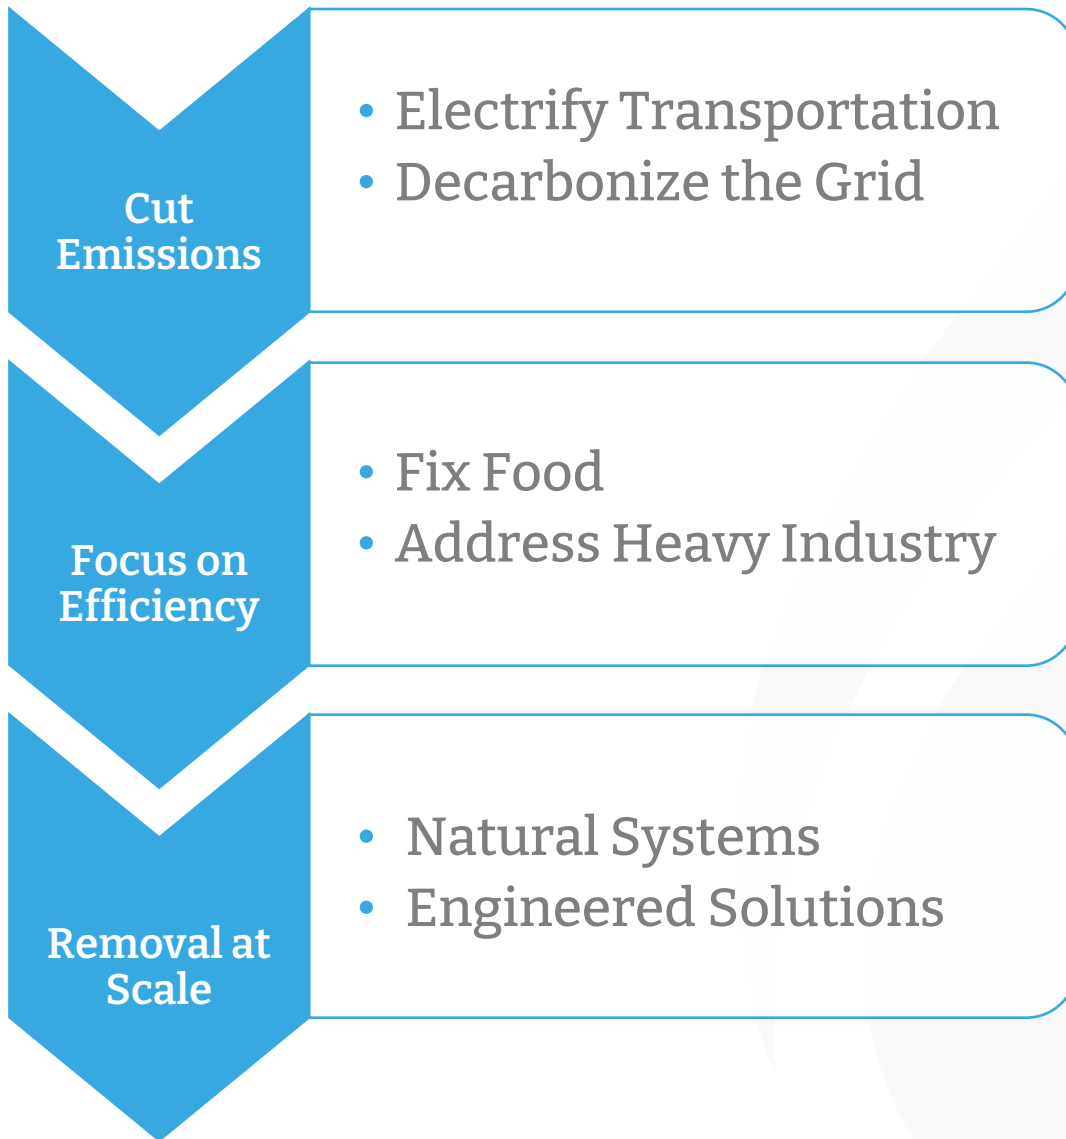 Cut
Emissions
• Electrify Transportation
• Decarbonize the Grid
Focus on
Efficiency
• Fix Food
• Address Heavy Industry
Removal at
Scale
• Natural Systems
• Engineered Solutions